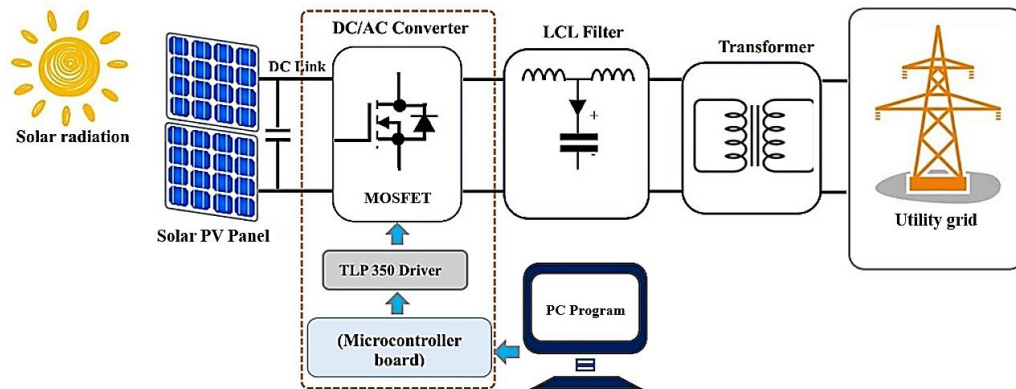 DC/AC Converter
LCL Filter
Transformer
DC Link
Solar radiation
+
-
MOSFET
Solar PV Panel
Utility grid
TLP 350 Driver
PC Program
(Microcontroller
board)